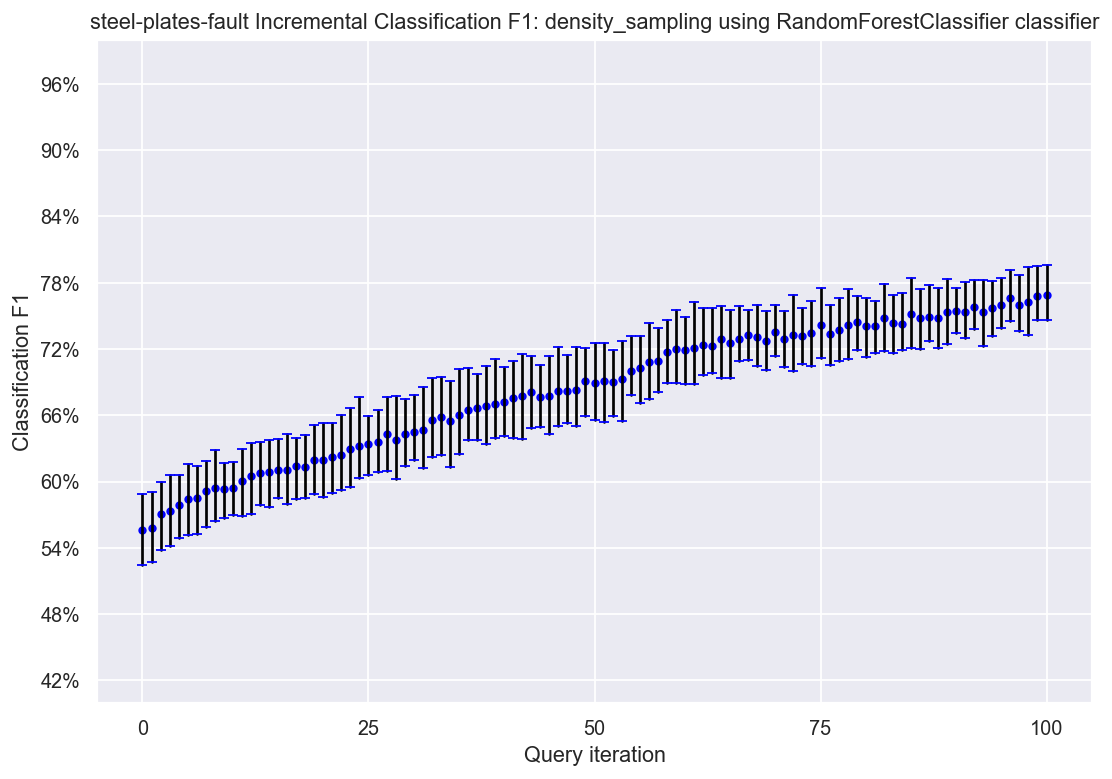 steel-plates-fault Incremental Classification F1: density_sampling using RandomForestClassifier classifier
96%
90%
84%
78%
72%
66%
60%
54%
48%
42%
Classification F1
0 25 50 75 100
Query iteration